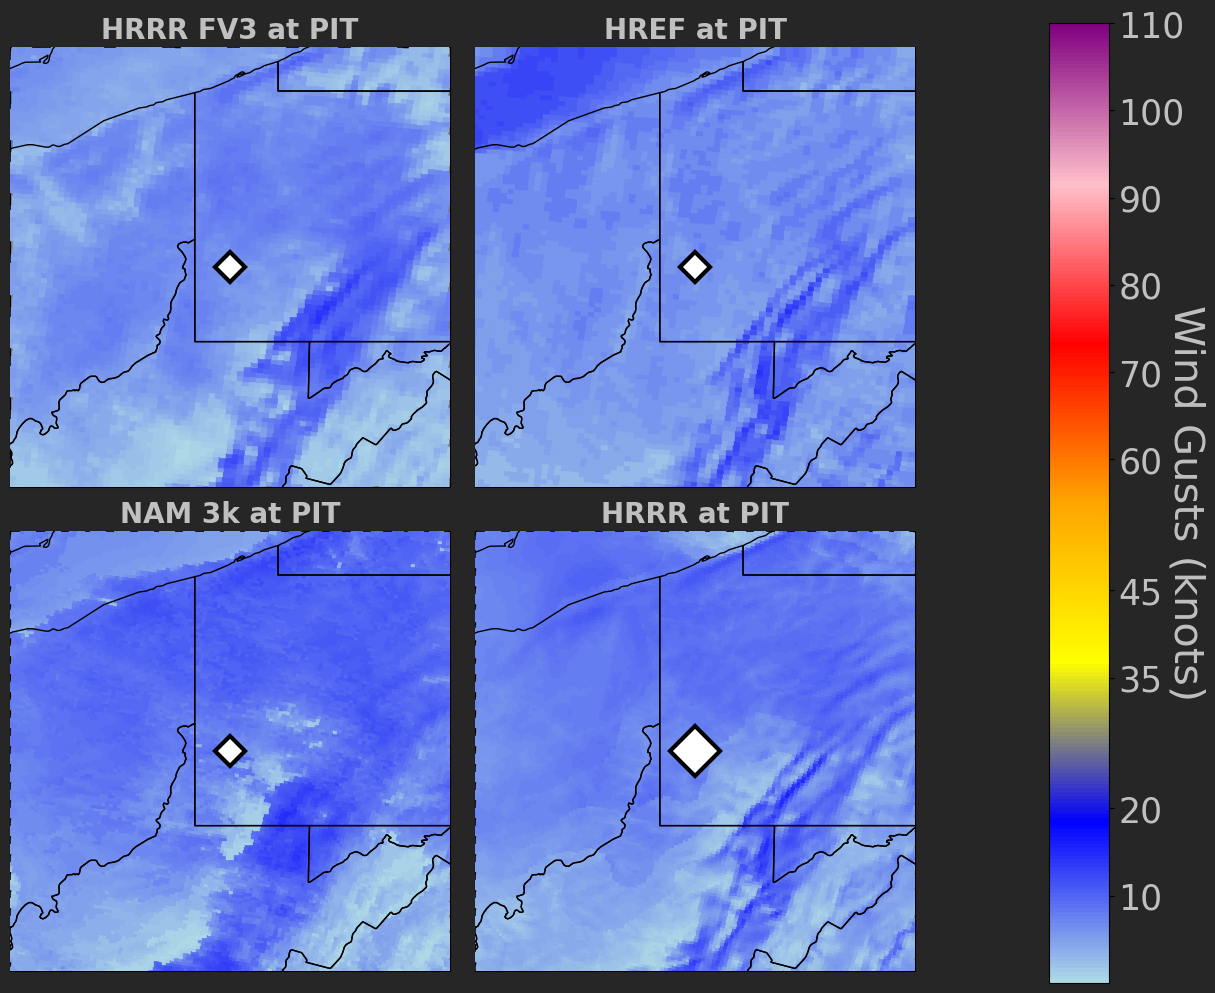 HRRR FV3 at PIT
HREF at PIT
NAM 3k at PIT
HRRR at PIT
110
100
90
80
70
60
45
35
20
10
Wind Gusts (knots)